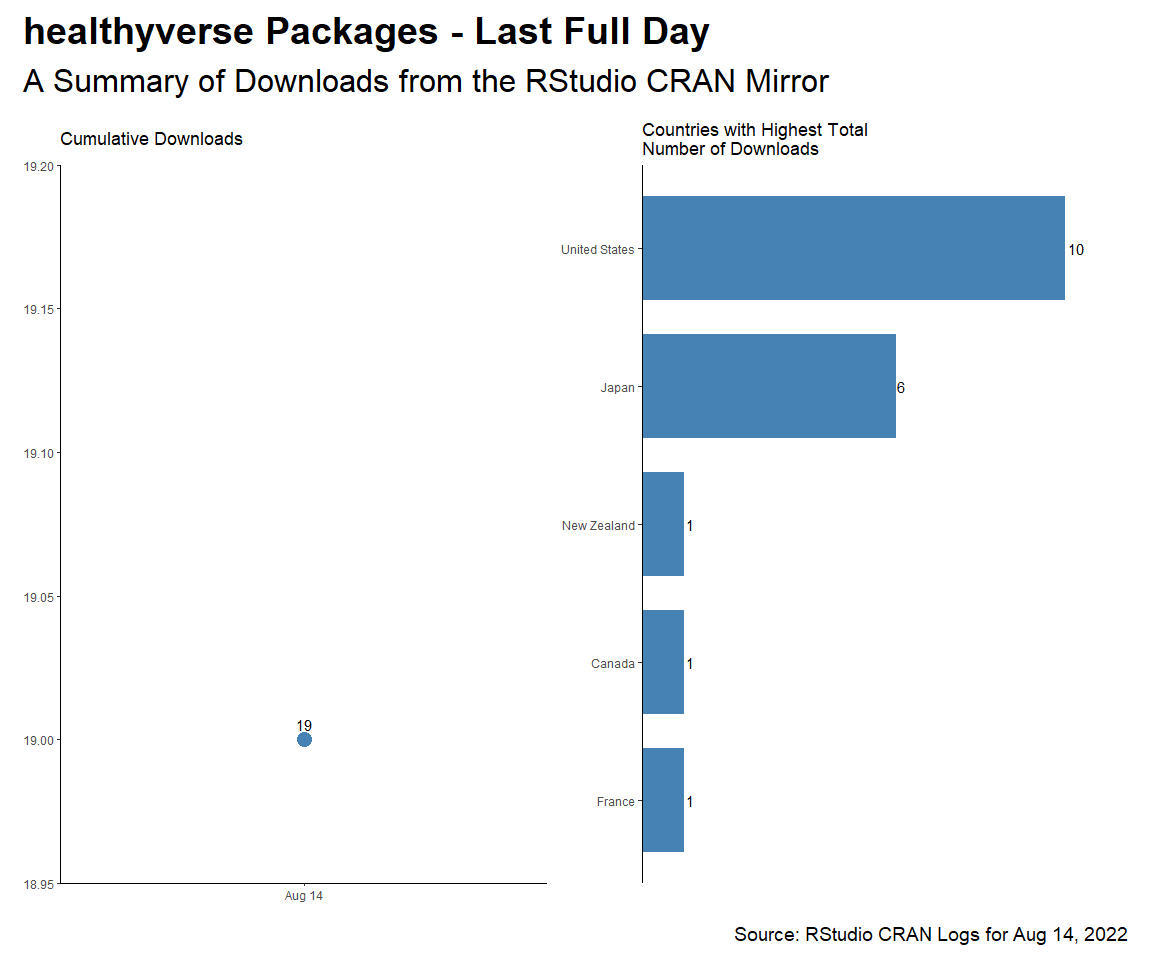 healthyverse Packages - Last Full Day
A Summary of Downloads from the RStudio CRAN Mirror
Cumulative Downloads
19.20
19.15
19.10
19.05
19.00
18.95
19
Aug 14
Countries with Highest Total
Number of Downloads
United States
10
Japan
6
New Zealand
1
Canada
1
France
1
Source: RStudio CRAN Logs for Aug 14, 2022